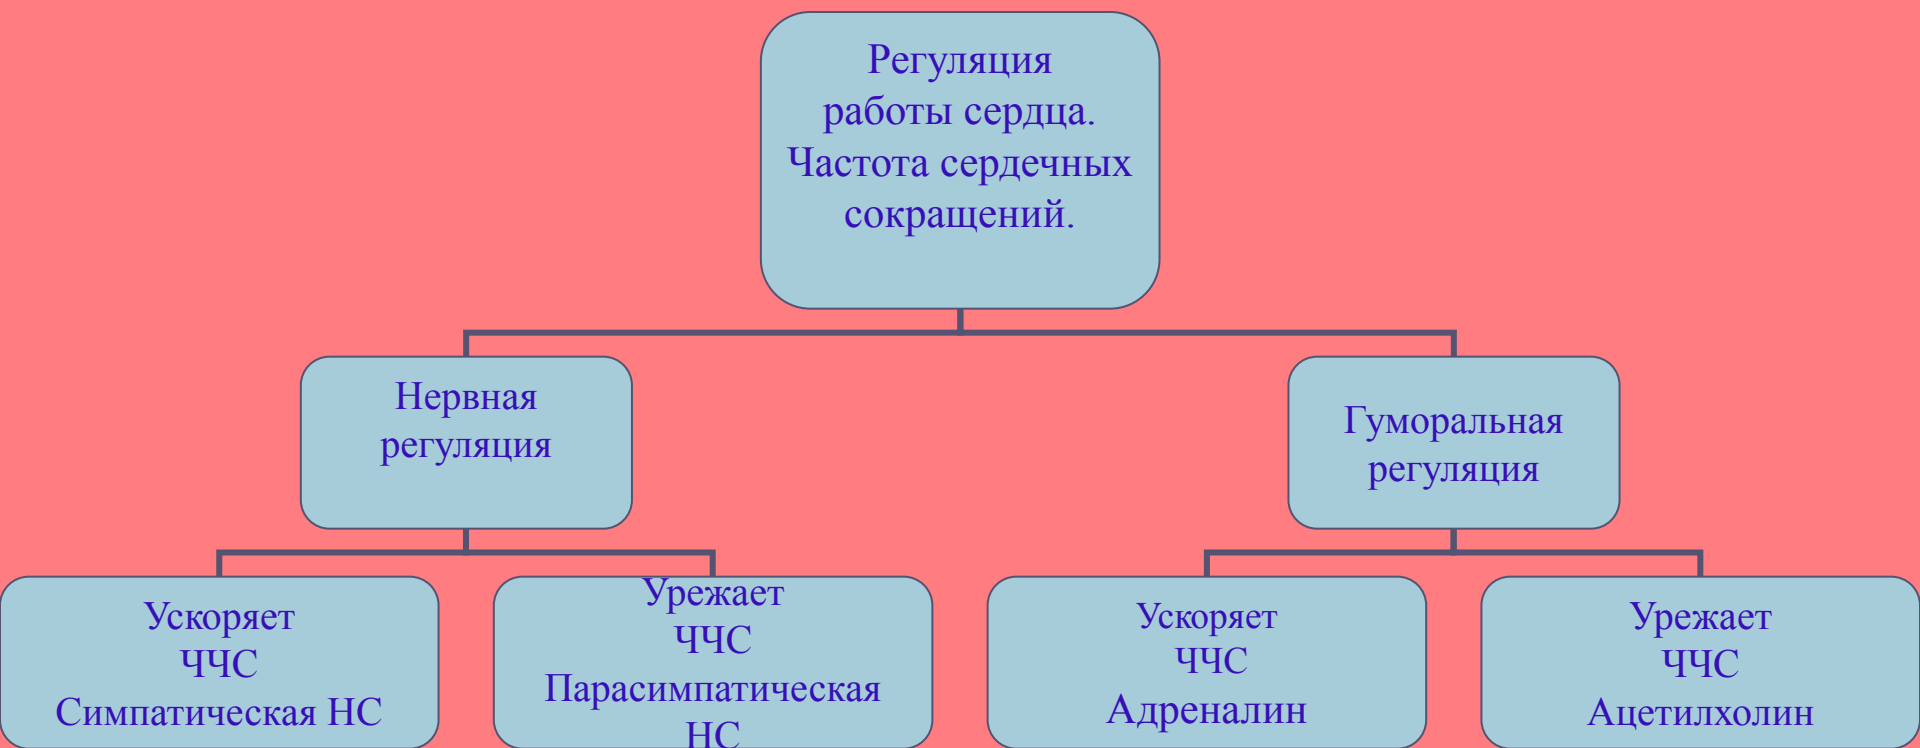 Регуляция
работы сердца.
Частота сердечных
сокращений.
Нервная
регуляция
Гуморальная
регуляция
Ускоряет
ЧЧС
Симпатическая НС
Урежает
ЧЧС
Парасимпатическая
НС
Ускоряет
ЧЧС
Адреналин
Урежает
ЧЧС
Ацетилхолин